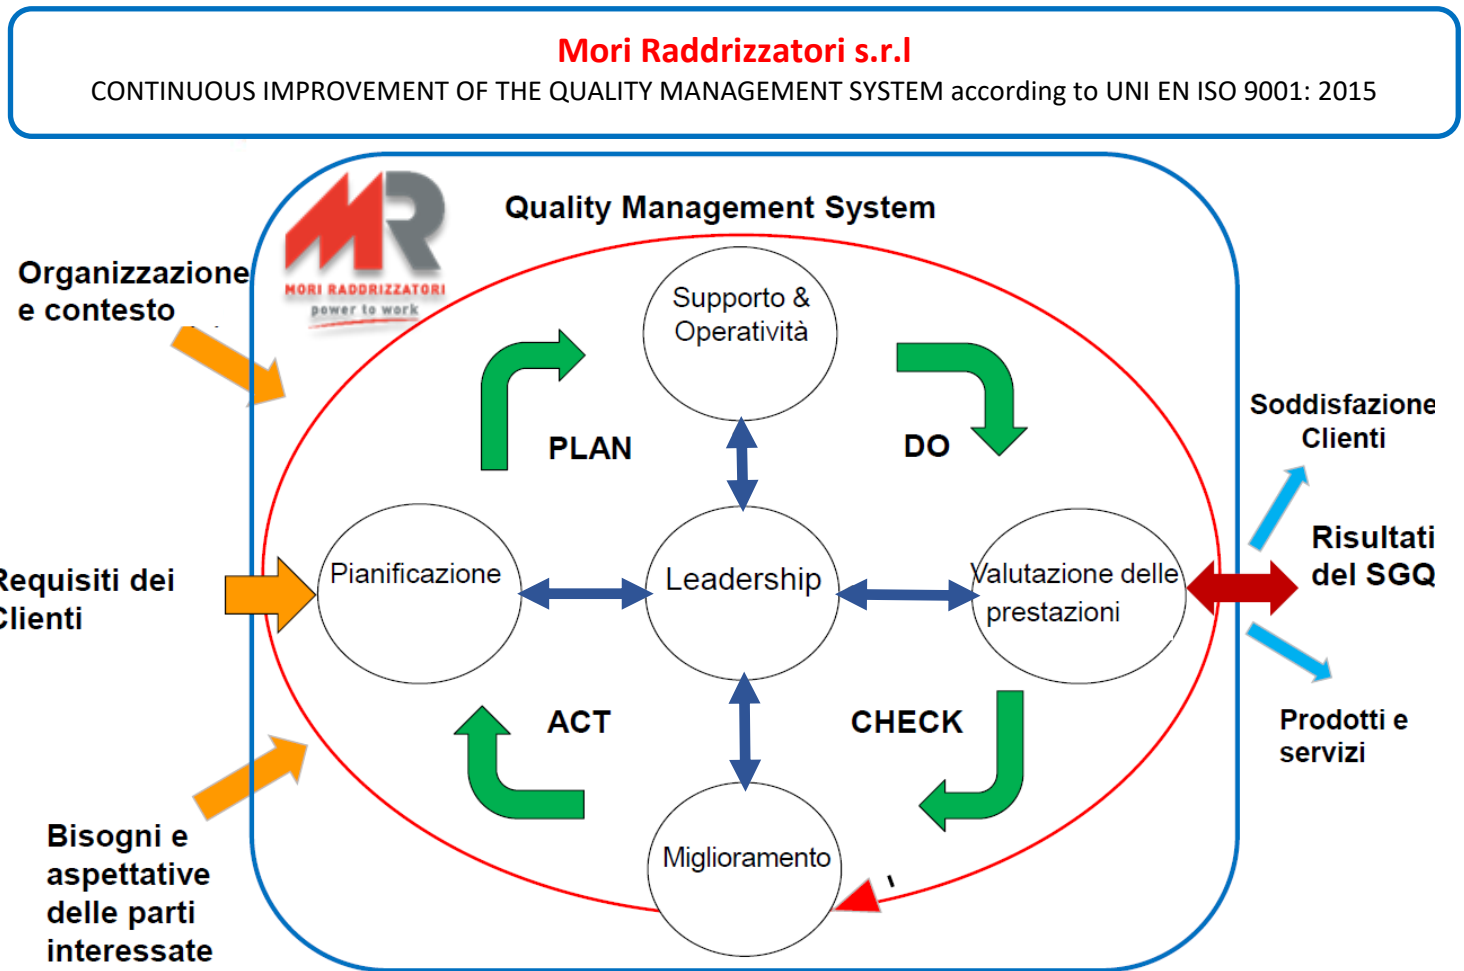 Mori Raddrizzatori s.r.l
CONTINUOUS IMPROVEMENT OF THE QUALITY MANAGEMENT SYSTEM according to UNI EN ISO 9001: 2015
MR
MORI RADDRIZZATORI
power to work
Quality Management System
Organizzazione
e contesto
Supporto &
Operatività
PLAN
DO
Soddisfazione
Clienti
Requisiti dei
Clienti
Pianificazione
Leadership
Valutazione delle
prestazioni
Risultati
del SGQ
ACT
CHECK
Prodotti e
servizi
Bisogni e
aspettative
delle parti
interessate
Miglioramento